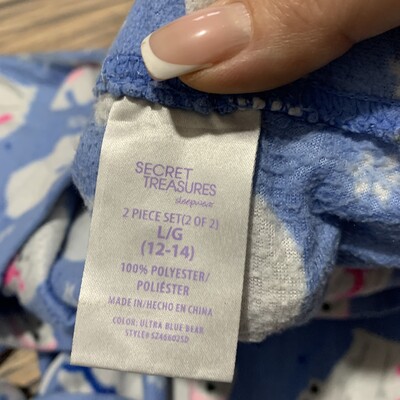 SECRET
TREASURES
sleepwear
2 PIECE SET(2 OF 2)
L/G
(12-14)
100% POLYESTER/
POLIÉSTER
MADE IN/HECHO EN CHINA
COLOR: ULTRA BLUE BEAR
STYLE#